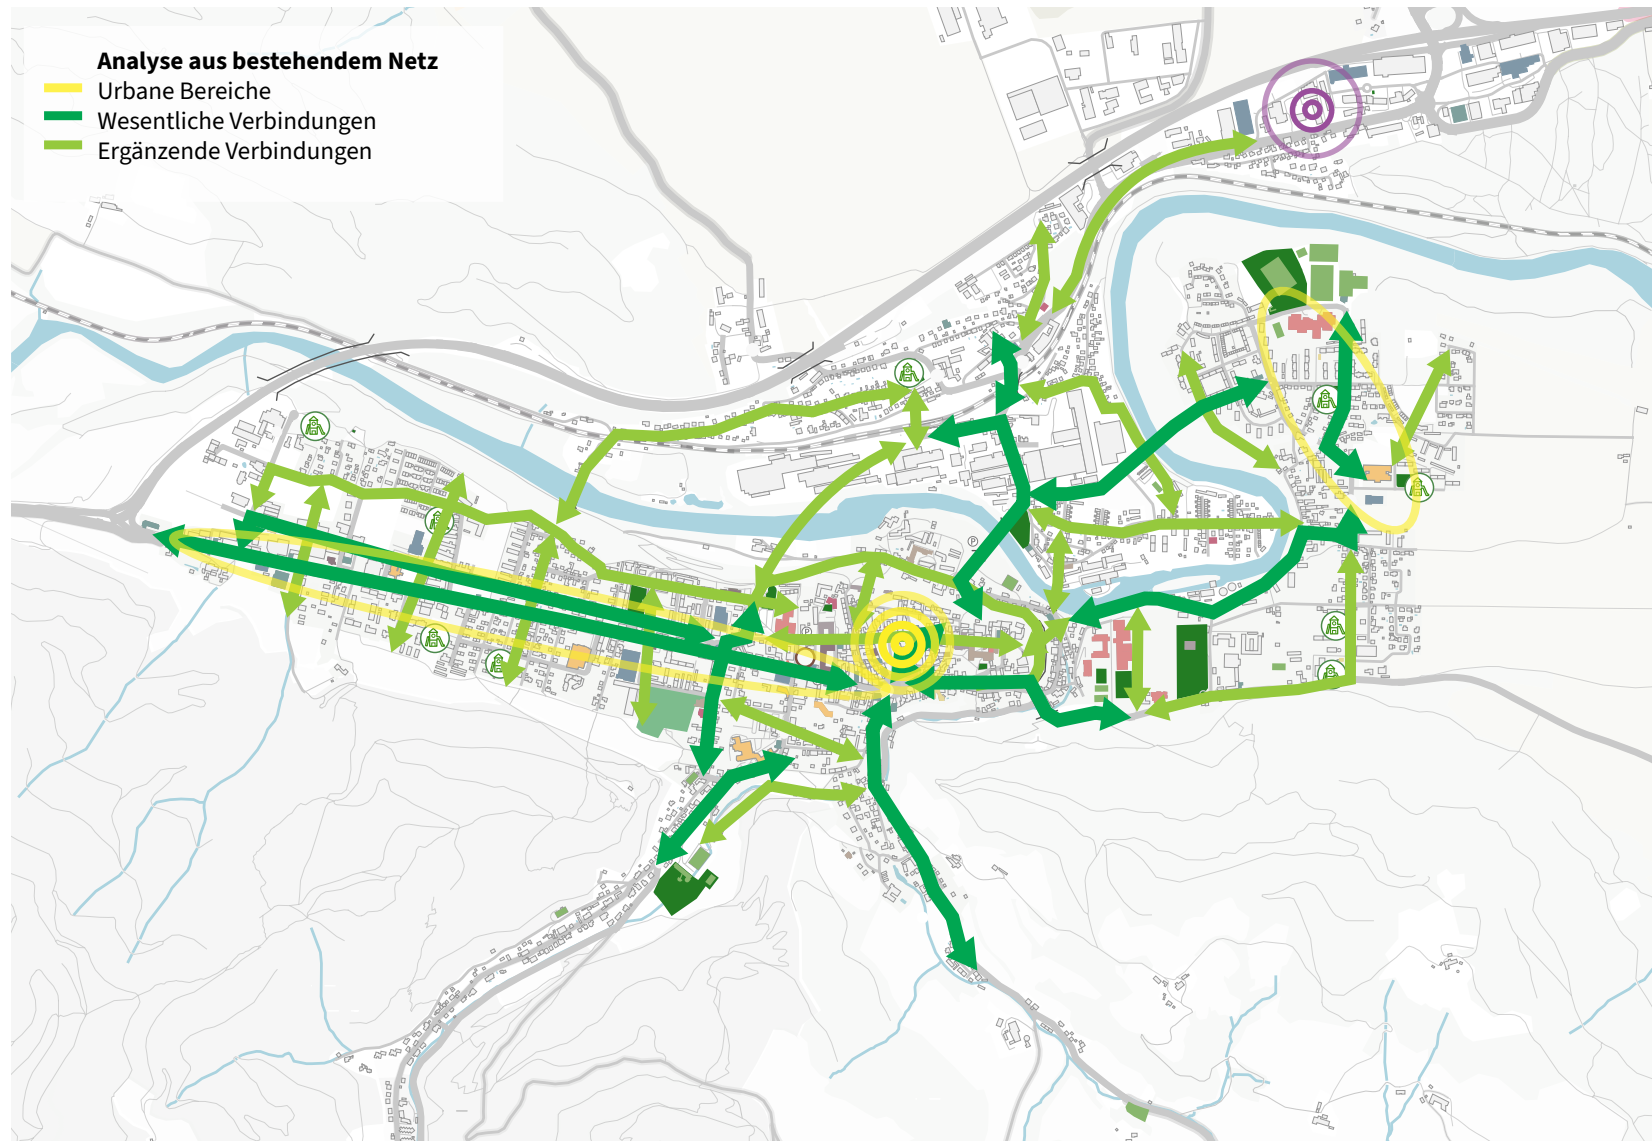 Analyse aus bestehendem Netz
Urbane Bereiche
Wesentliche Verbindungen
Ergänzende Verbindungen
P
P